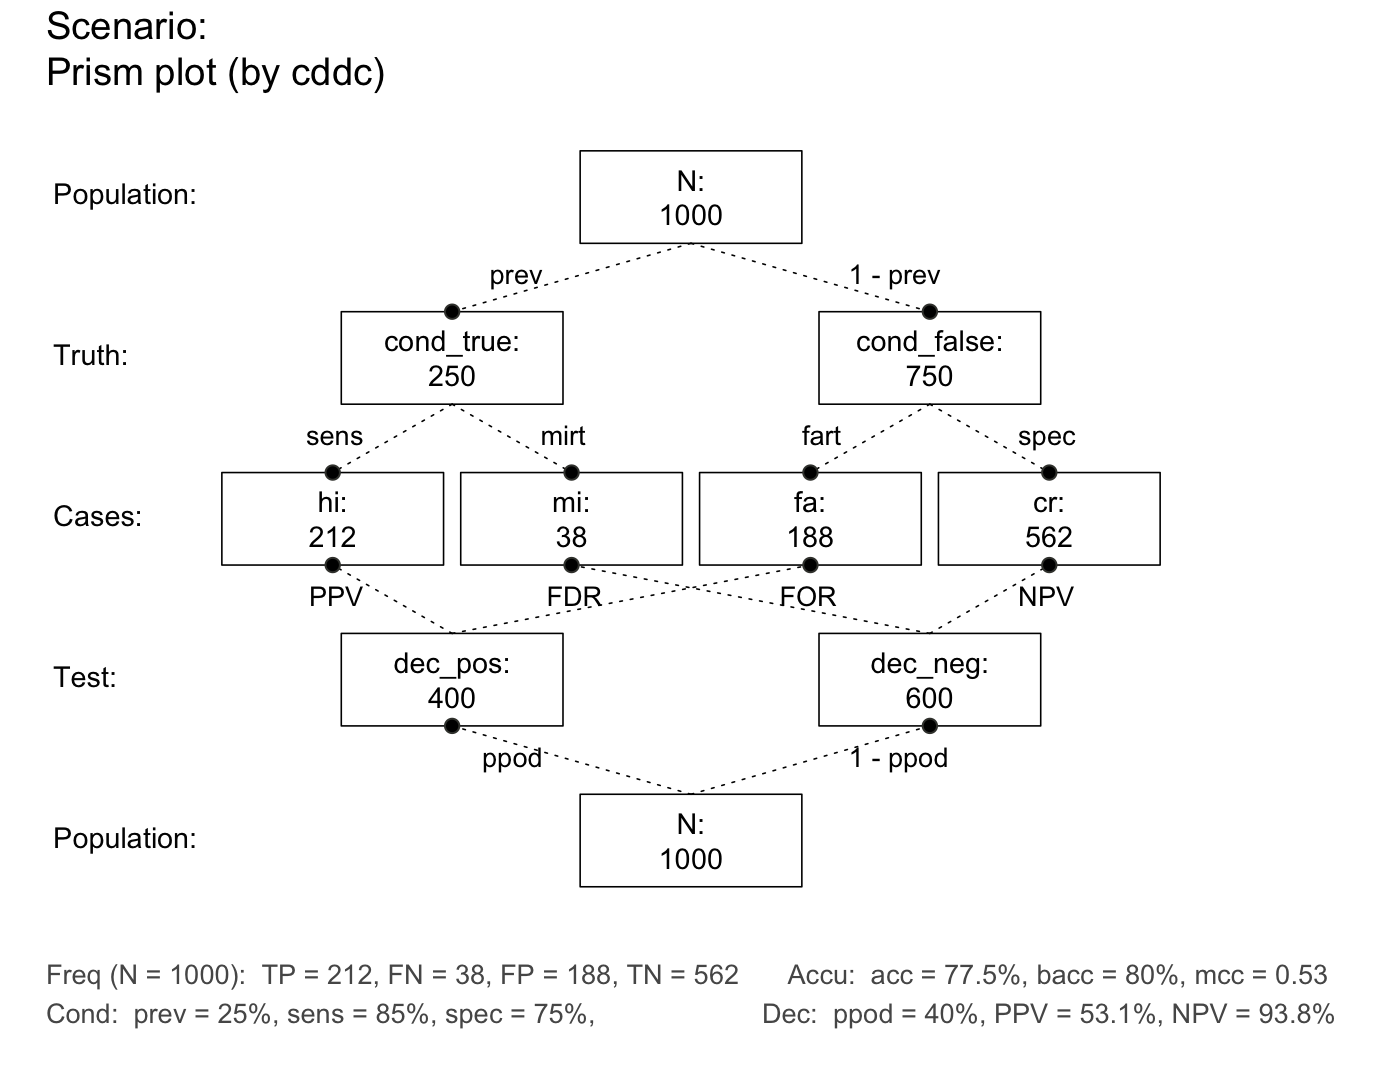 Scenario:
Prism plot (by cddc)
Population:
N:
1000
prev
1 - prev
Truth:
cond_true:
250
cond_false:
750
sens
mirt
fart
spec
Cases:
hi:
212
mi:
38
fa:
188
cr:
562
PPV
FDR
FOR
NPV
Test:
dec_pos:
400
dec_neg:
600
ppod
1 - ppod
Population:
N:
1000
Freq (N = 1000):  TP = 212, FN = 38, FP = 188, TN = 562
Accu:  acc = 77.5%, bacc = 80%, mcc = 0.53
Cond:  prev = 25%, sens = 85%, spec = 75%,
Dec:  ppod = 40%, PPV = 53.1%, NPV = 93.8%